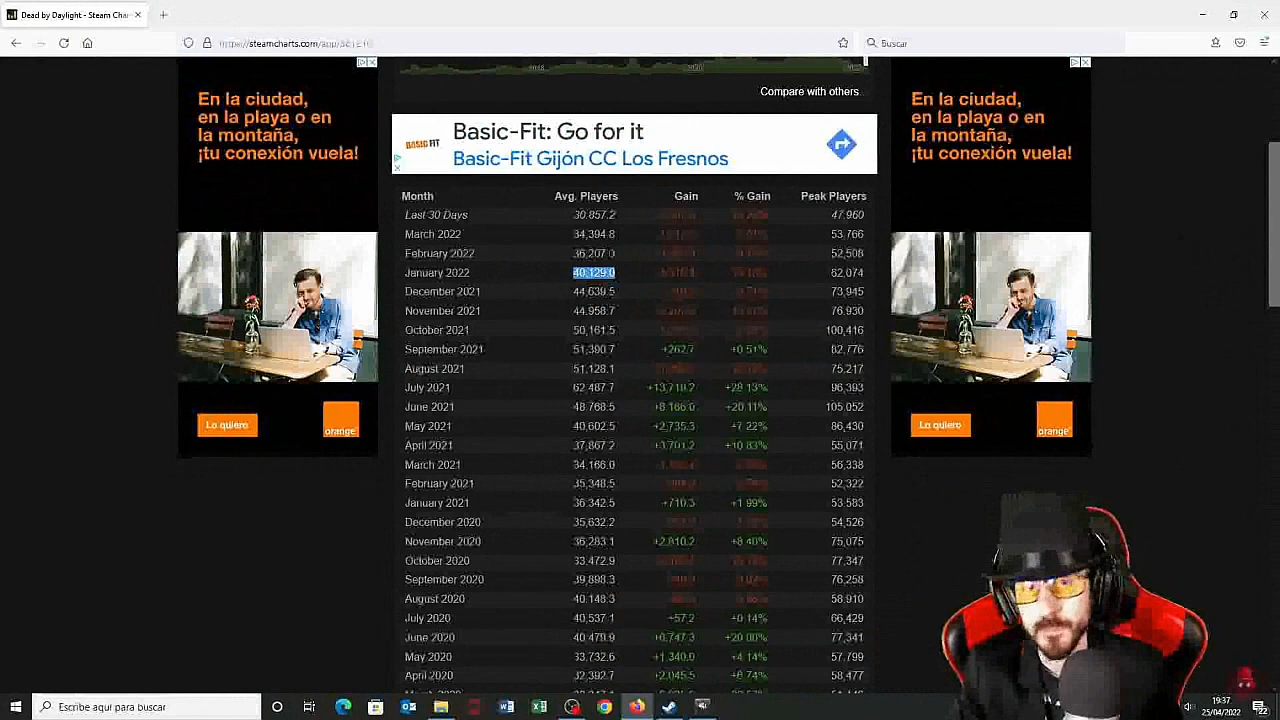 Dead by Daylight - Steam Char
Buscar
Compare with others.
En la ciudad,
en la playa o en
la montaña,
¡tu conexión vuela!
Lo quiero
orange
BASIC FIT
Basic-Fit: Go for it
Basic-Fit Gijón CC Los Fresnos
En la ciudad,
en la playa o en
la montaña,
¡tu conexión vuela!
Lo quiero
orange
Month Avg. Players Gain % Gain Peak Players
Last 30 Days 30,857.2 47,960
March 2022 34,394.8 53,766
February 2022 36,207.0 52,508
January 2022 40,129.0 62,074
December 2021 44,639.5 73,945
November 2021 44,958.7 76,930
October 2021 50,161.5 100,416
September 2021 51,390.7 +262.7 +0.51% 82,776
August 2021 51,128.1 75,217
July 2021 62,487.7 +13,719.2 +28.13% 96,393
June 2021 48,768.5 +8,166.0 +20.11% 105,052
May 2021 40,602.5 +2,735.3 +7.22% 86,430
April 2021 37,867.2 +3,701.2 +10.83% 55,071
March 2021 34,166.0 56,338
February 2021 35,348.5 52,322
January 2021 36,342.5 +710.3 +1.99% 53,583
December 2020 35,632.2 54,526
November 2020 36,283.1 +2,810.2 +8.40% 75,075
October 2020 33,472.9 77,347
September 2020 39,898.3 76,258
August 2020 40,148.3 58,910
July 2020 40,537.1 +57.2 +0.14% 66,429
June 2020 40,479.9 +6,747.3 +20.00% 77,341
May 2020 33,732.6 +1,340.0 +4.14% 57,799
April 2020 32,392.7 +2,045.5 +6.74% 58,477
Escribe aquí para buscar
19:37
25/04/2022